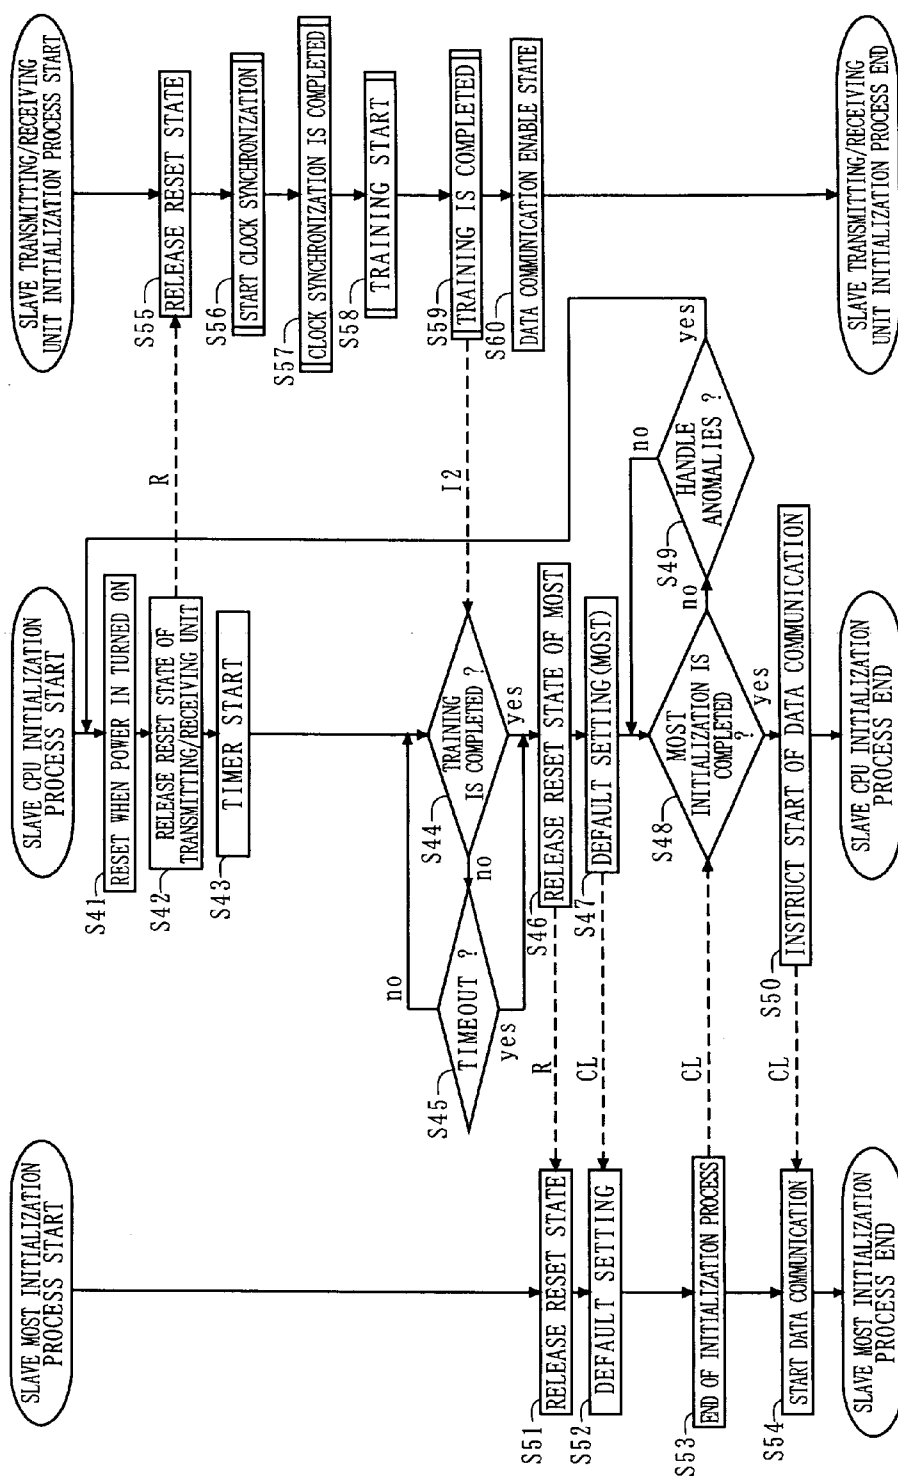 SLAVE MOST INITIALIZATION
PROCESS START
S51
RELEASE RESET STATE
S52
DEFAULT SETTING
S53
END OF INITIALIZATION PROCESS
S54
START DATA COMMUNICATION
SLAVE MOST INITIALIZATION
PROCESS END
R
CL
CL
CL
SLAVE CPU INITIALIZATION
PROCESS START
S41
RESET WHEN POWER IN TURNED ON
S42
RELEASE RESET STATE OF
TRANSMITTING/RECEIVING UNIT
S43
TIMER START
S44
TRAINING
IS COMPLETED ?
no
yes
S45
TIMEOUT ?
no
yes
S46
RELEASE RESET STATE OF MOST
S47
DEFAULT SETTING(MOST)
S48
MOST
INITIALIZATION IS
COMPLETED
?
no
yes
S49
HANDLE
ANOMALIES ?
no
yes
S50
INSTRUCT START OF DATA COMMUNICATION
SLAVE CPU INITIALIZATION
PROCESS END
R
I2
SLAVE TRANSMITTING/RECEIVING
UNIT INITIALIZATION PROCESS START
S55
RELEASE RESET STATE
S56
START CLOCK SYNCHRONIZATION
S57
CLOCK SYNCHRONIZATION IS COMPLETED
S58
TRAINING START
S59
TRAINING IS COMPLETED
S60
DATA COMMUNICATION ENABLE STATE
SLAVE TRANSMITTING/RECEIVING
UNIT INITIALIZATION PROCESS END